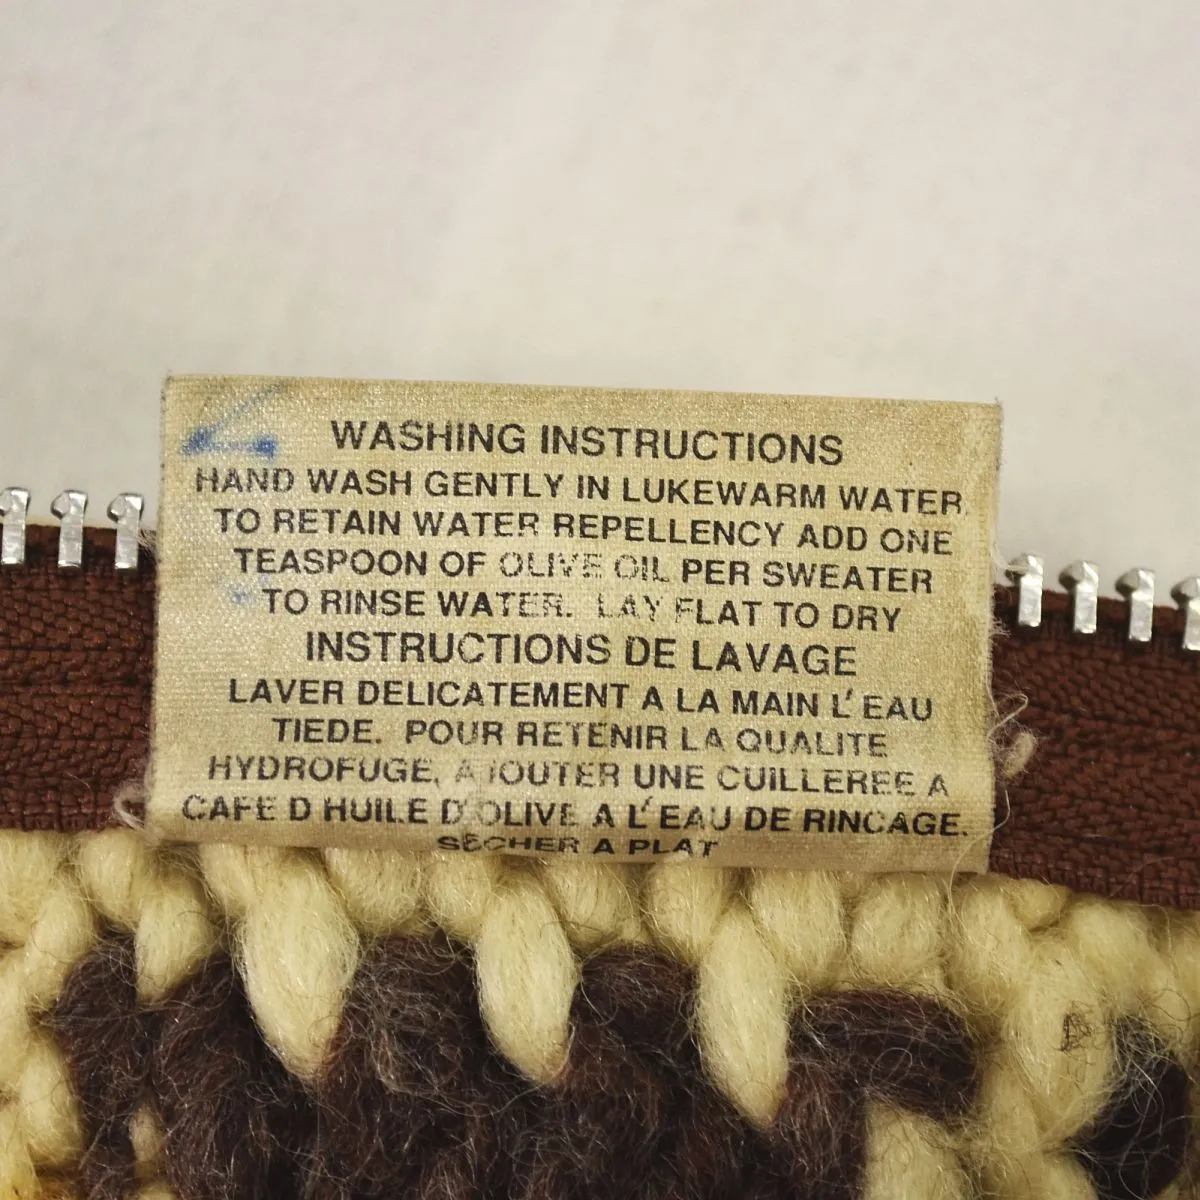 WASHING INSTRUCTIONS
HAND WASH GENTLY IN LUKEWARM WATER.
TO RETAIN WATER REPELLENCY ADD ONE
TEASPOON OF OLIVE OIL PER SWEATER
TO RINSE WATER. LAY FLAT TO DRY
INSTRUCTIONS DE LAVAGE
LAVER DELICATEMENT A LA MAIN L'EAU
TIEDE. POUR RETENIR LA QUALITE
HYDROFUGE, AJOUTER UNE CUILLEREE A
CAFE D HUILE D'OLIVE A L'EAU DE RINCAGE.
SÊCHER A PLAT